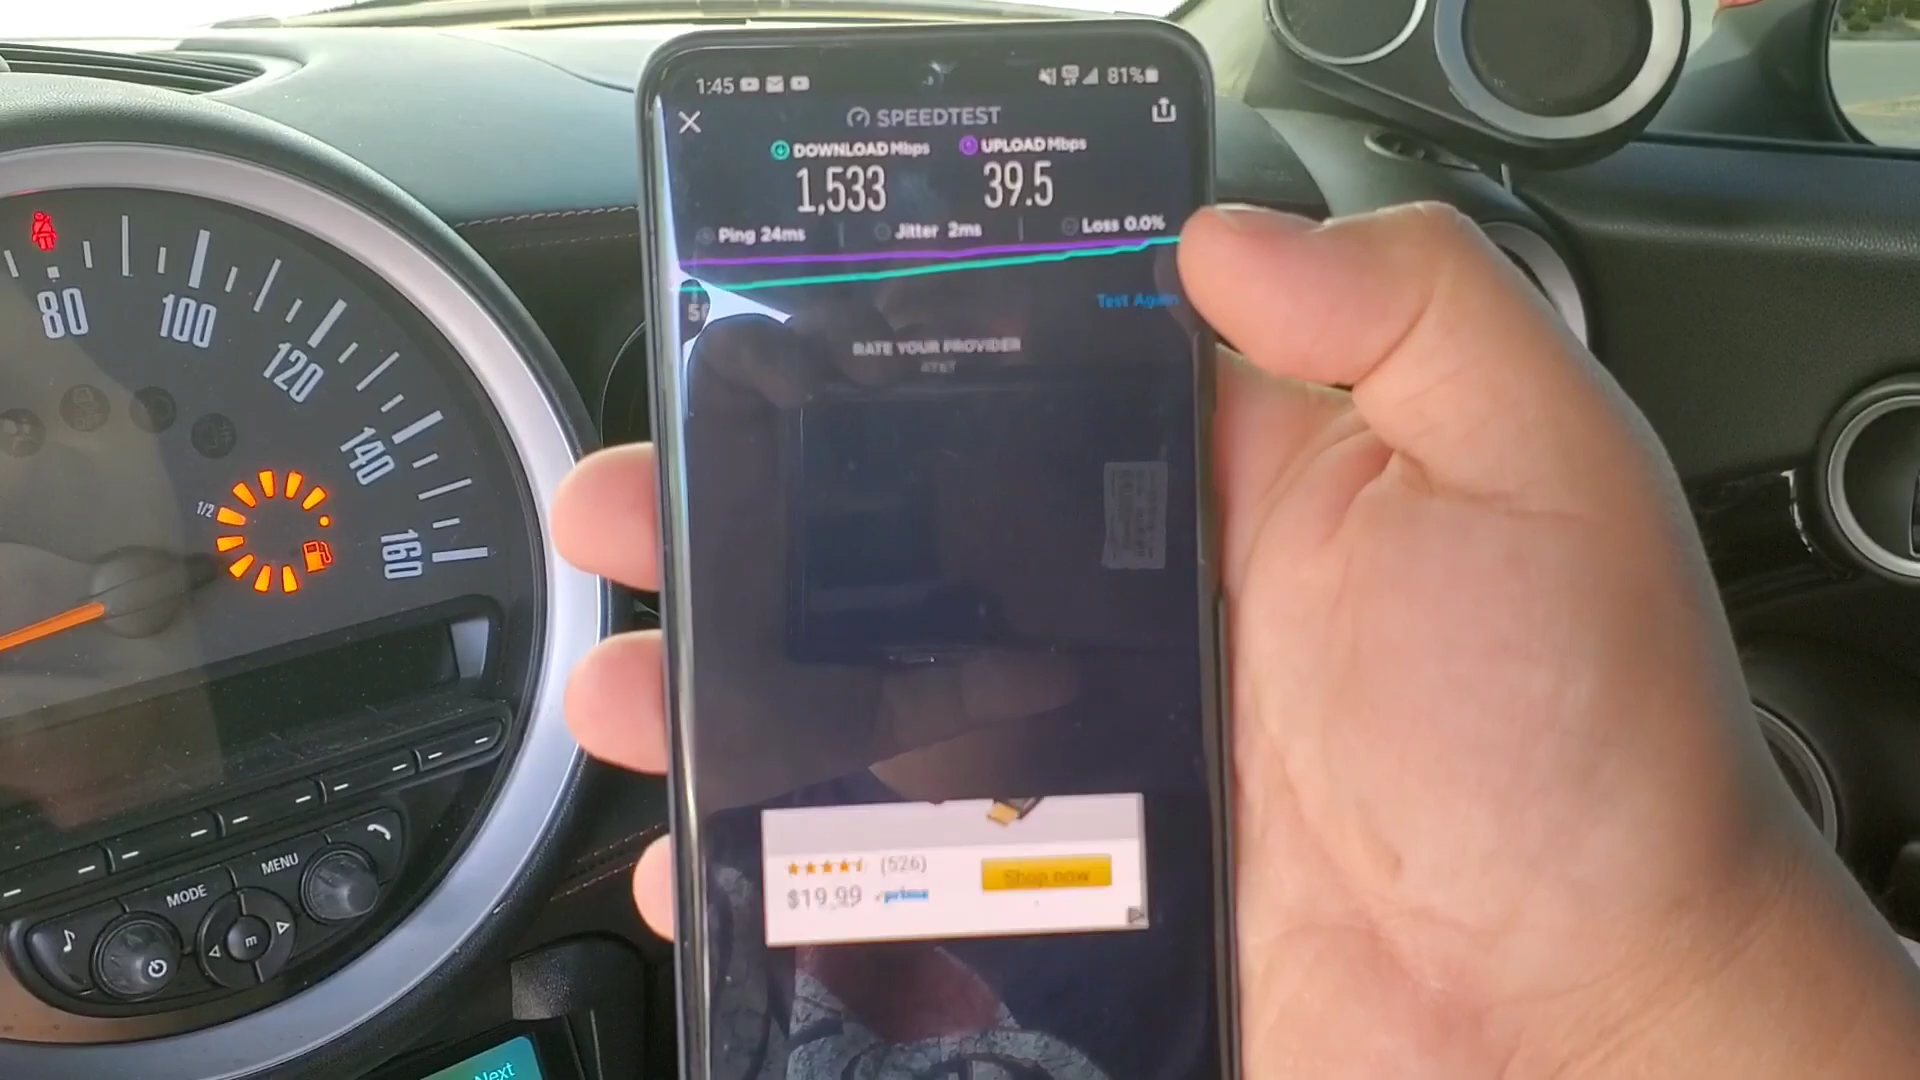 1:45
81%
SPEEDTEST
DOWNLOAD Mbps
UPLOAD Mbps
1,533
39.5
Ping 24ms
Jitter 2ms
Loss 0.0%
Test Again
RATE YOUR PROVIDER
AT&T
(526)
$19.99 prime
Shop now
80
100
120
140
160
1/2
MENU
MODE
m
Next